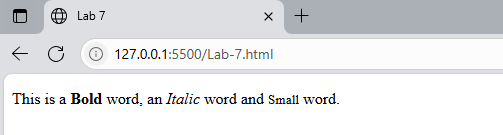 Lab 7
127.0.0.1:5500/Lab-7.html
This is a Bold word, an Italic word and Small word.